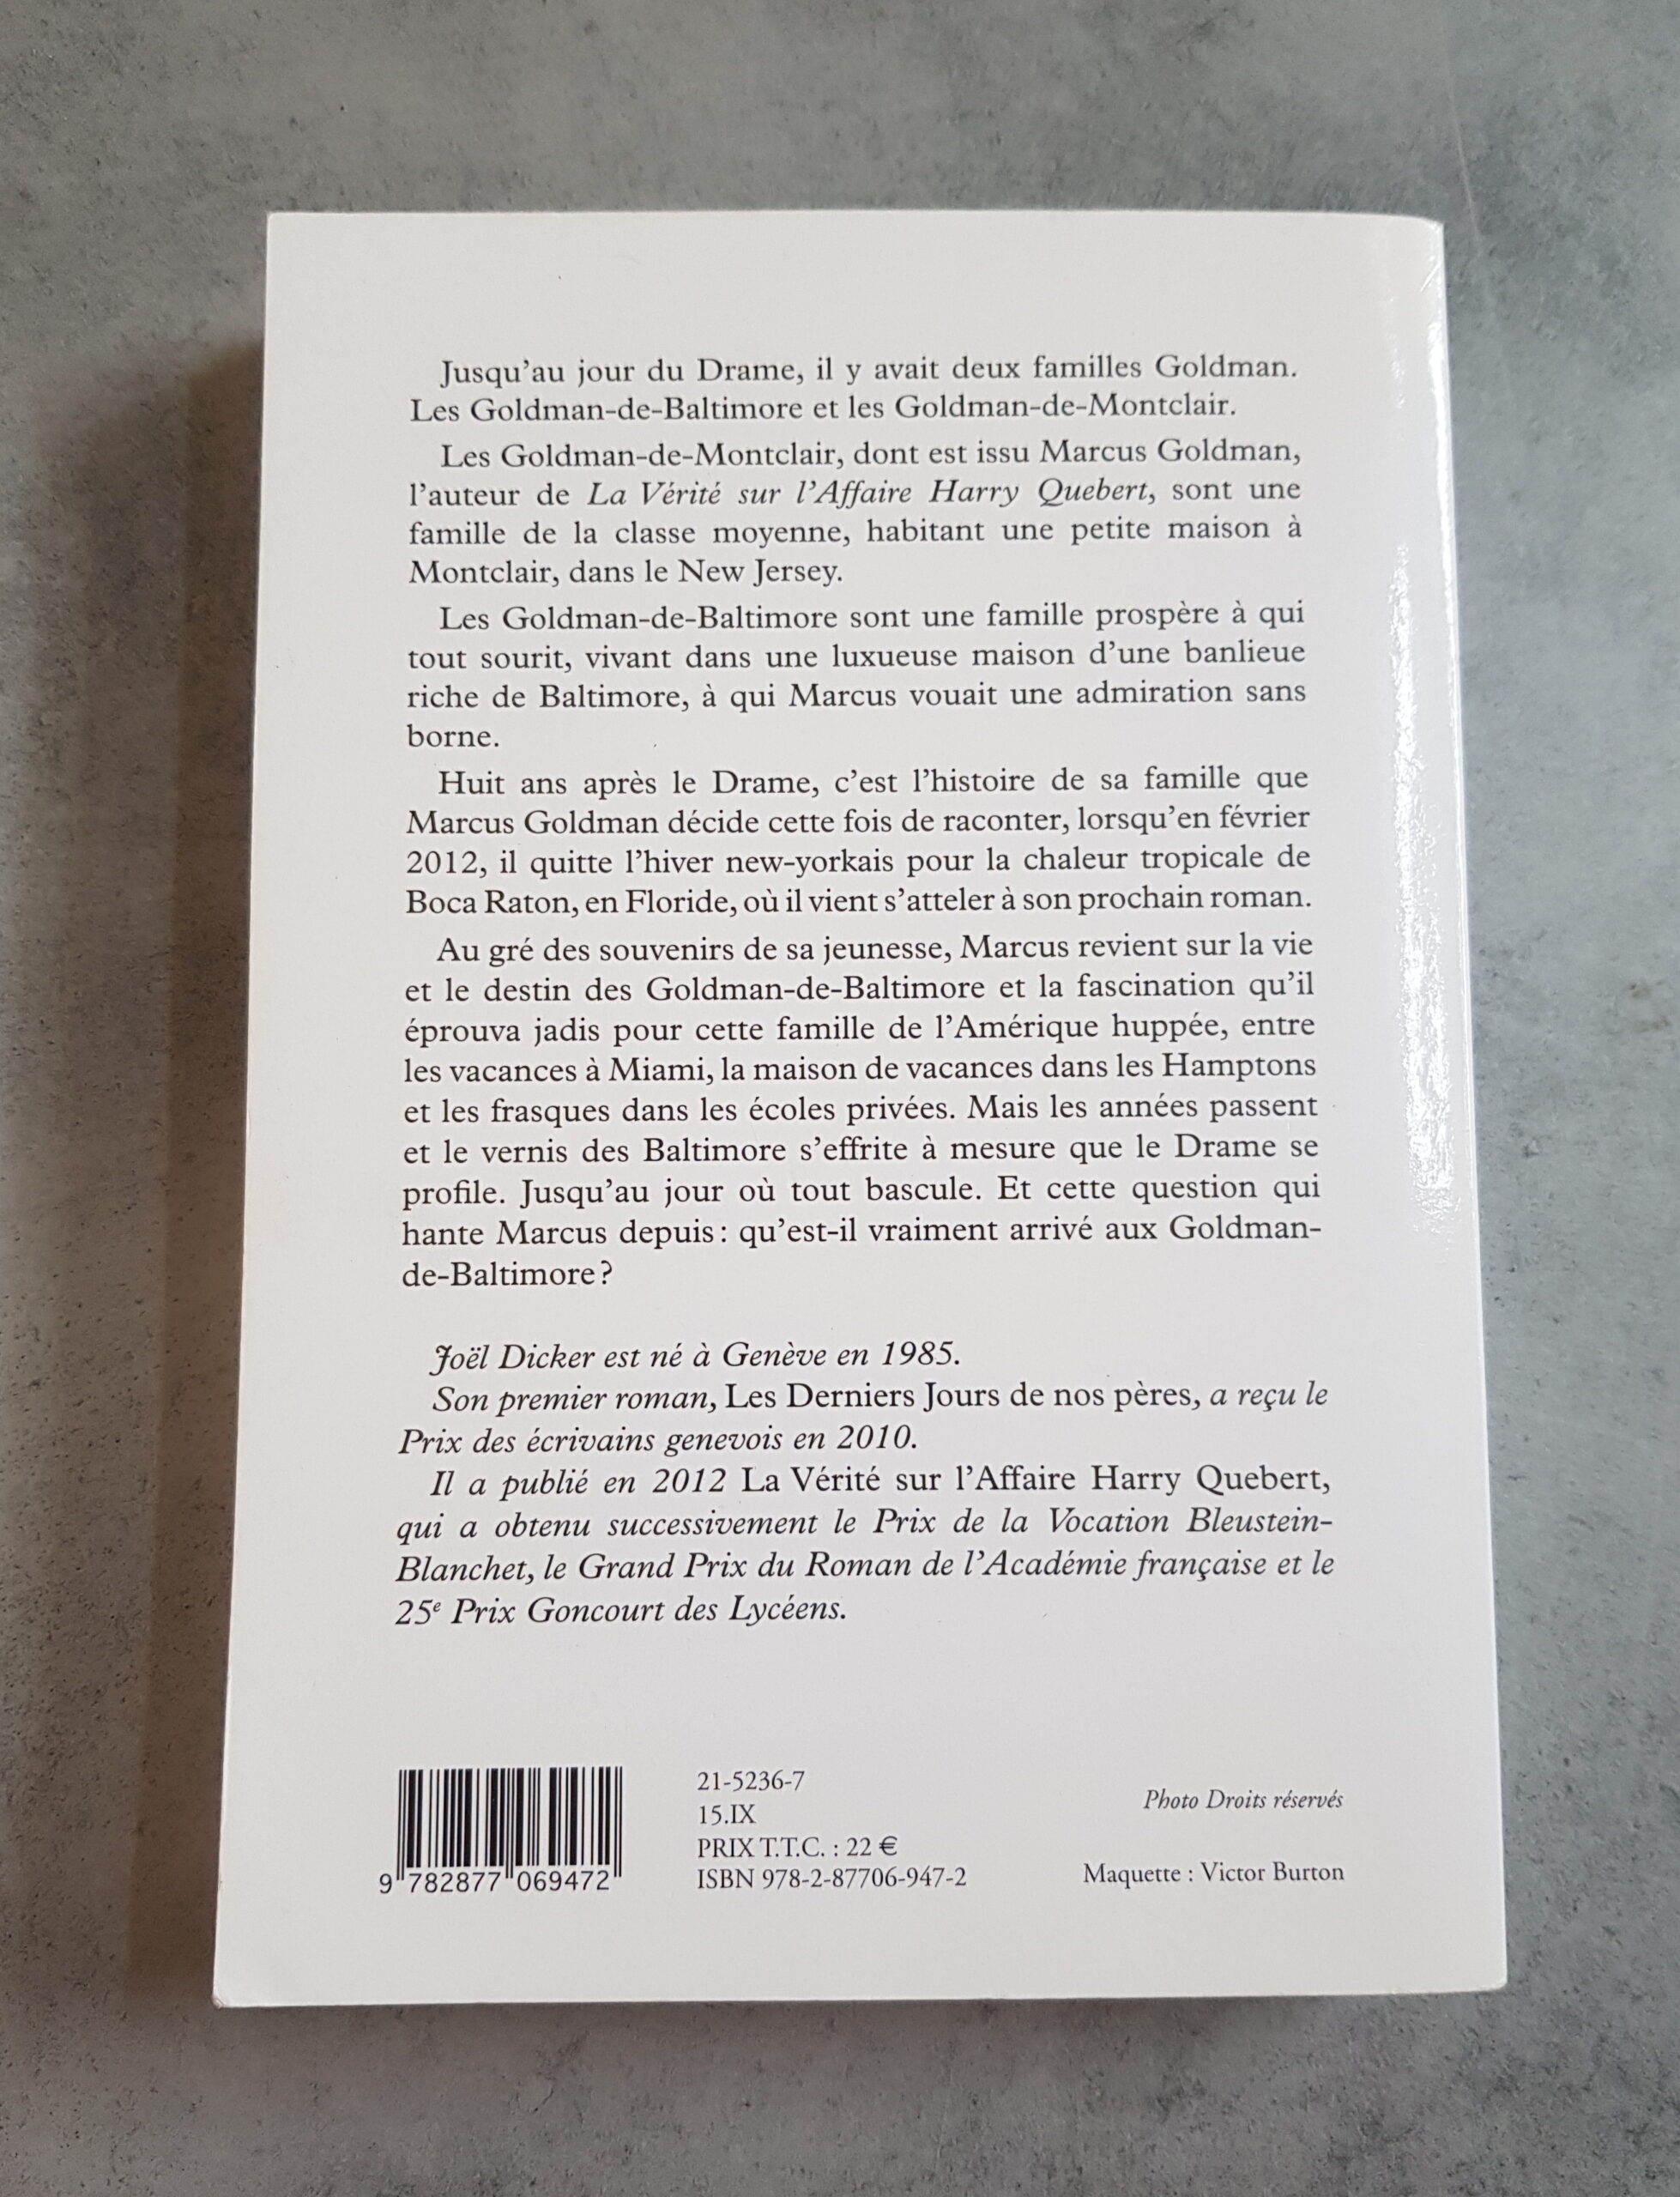 Jusqu'au jour du Drame, il y avait deux familles Goldman.
Les Goldman-de-Baltimore et les Goldman-de-Montclair.
Les Goldman-de-Montclair, dont est issu Marcus Goldman,
l'auteur de La Vérité sur l'Affaire Harry Quebert, sont une
famille de la classe moyenne, habitant une petite maison à
Montclair, dans le New Jersey.
Les Goldman-de-Baltimore sont une famille prospère à qui
tout sourit, vivant dans une luxueuse maison d'une banlieue
riche de Baltimore, à qui Marcus vouait une admiration sans
borne.
Huit ans après le Drame, c'est l'histoire de sa famille que
Marcus Goldman décide cette fois de raconter, lorsqu'en février
2012, il quitte l'hiver new-yorkais pour la chaleur tropicale de
Boca Raton, en Floride, où il vient s'atteler à son prochain roman.
Au gré des souvenirs de sa jeunesse, Marcus revient sur la vie
et le destin des Goldman-de-Baltimore et la fascination qu'il
éprouva jadis pour cette famille de l'Amérique huppée, entre
les vacances à Miami, la maison de vacances dans les Hamptons
et les frasques dans les écoles privées. Mais les années passent
et le vernis des Baltimore s'effrite à mesure que le Drame se
profile. Jusqu'au jour où tout bascule. Et cette question qui
hante Marcus depuis : qu'est-il vraiment arrivé aux Goldman-
de-Baltimore ?
Joël Dicker est né à Genève en 1985.
Son premier roman, Les Derniers Jours de nos pères, a reçu le
Prix des écrivains genevois en 2010.
Il a publié en 2012 La Vérité sur l'Affaire Harry Quebert,
qui a obtenu successivement le Prix de la Vocation Bleustein-
Blanchet, le Grand Prix du Roman de l'Académie française et le
25e Prix Goncourt des Lycéens.
9 782877 069472
21-5236-7
15.IX
PRIX T.T.C. : 22 €
ISBN 978-2-87706-947-2
Photo Droits réservés
Maquette : Victor Burton